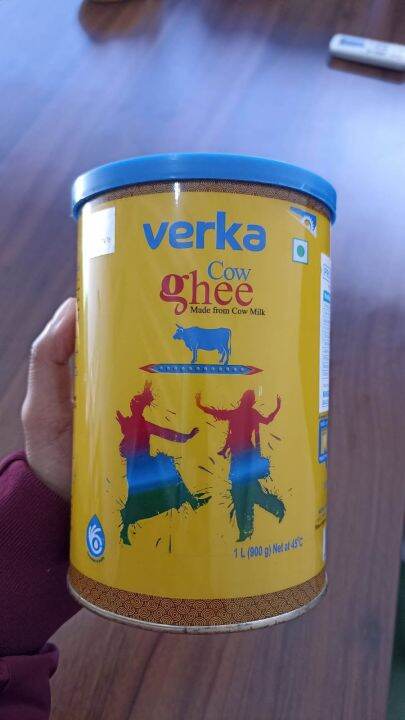 verka
Cow
ghee
Made from Cow Milk
1 L (900 g) Net at 45°C